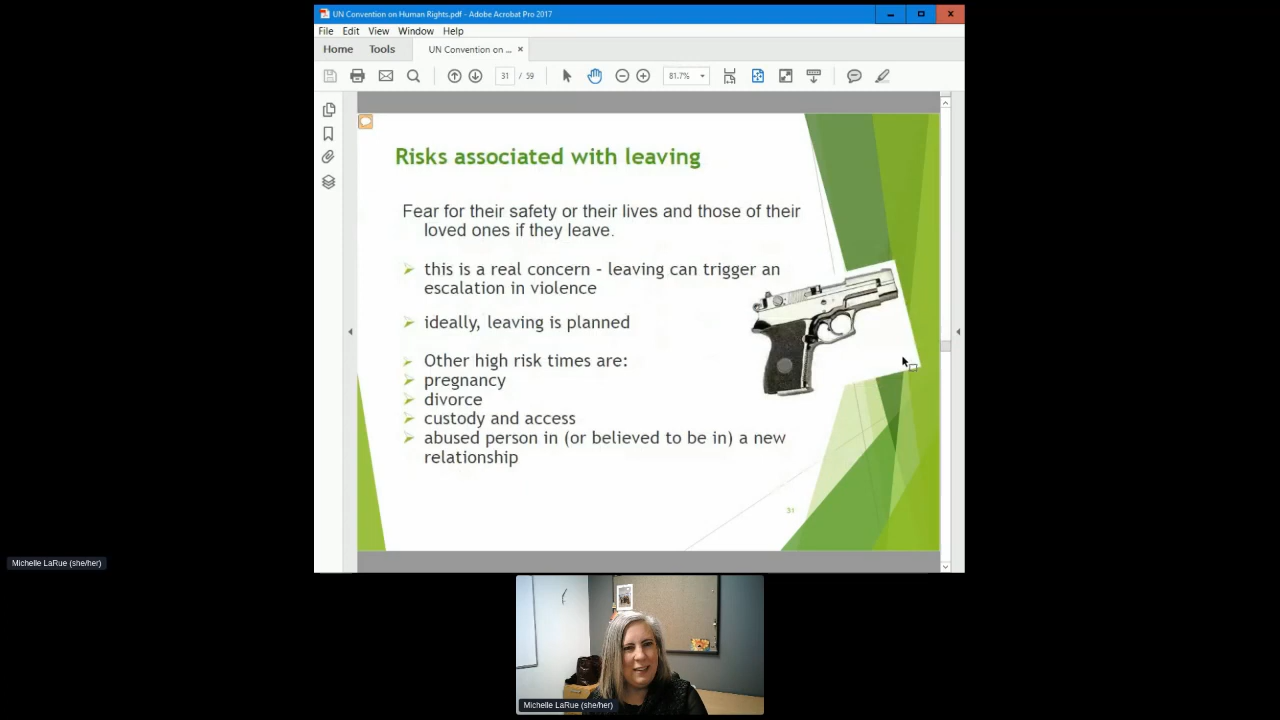 UN Convention on Human Rights.pdf - Adobe Acrobat Pro 2017
File Edit View Window Help
Home Tools UN Convention on ... ×
31 / 59 81.7%
Risks associated with leaving
Fear for their safety or their lives and those of their
loved ones if they leave.
this is a real concern – leaving can trigger an
escalation in violence
ideally, leaving is planned
Other high risk times are:
pregnancy
divorce
custody and access
abused person in (or believed to be in) a new
relationship
31
Michelle LaRue (she/her)
Michelle LaRue (she/her)